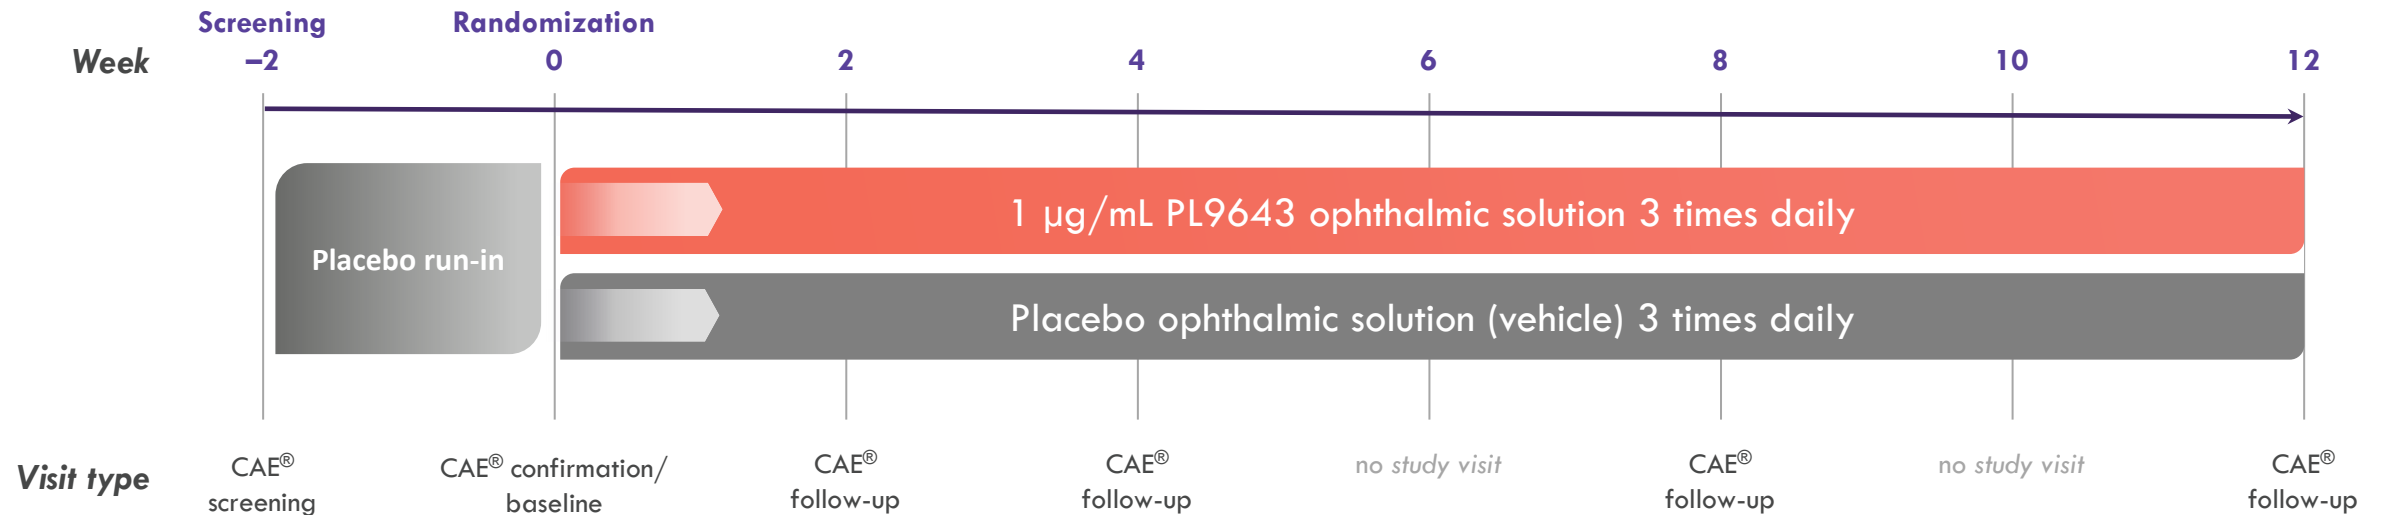 Screening Randomization
Week –2 0 2 4 6 8 10 12
1 µg/mL PL9643 ophthalmic solution 3 times daily
Placebo run-in
Placebo ophthalmic solution (vehicle) 3 times daily
Visit type
CAE®
screening
CAE® confirmation/
baseline
CAE®
follow-up
CAE®
follow-up
no study visit
CAE®
follow-up
no study visit
CAE®
follow-up